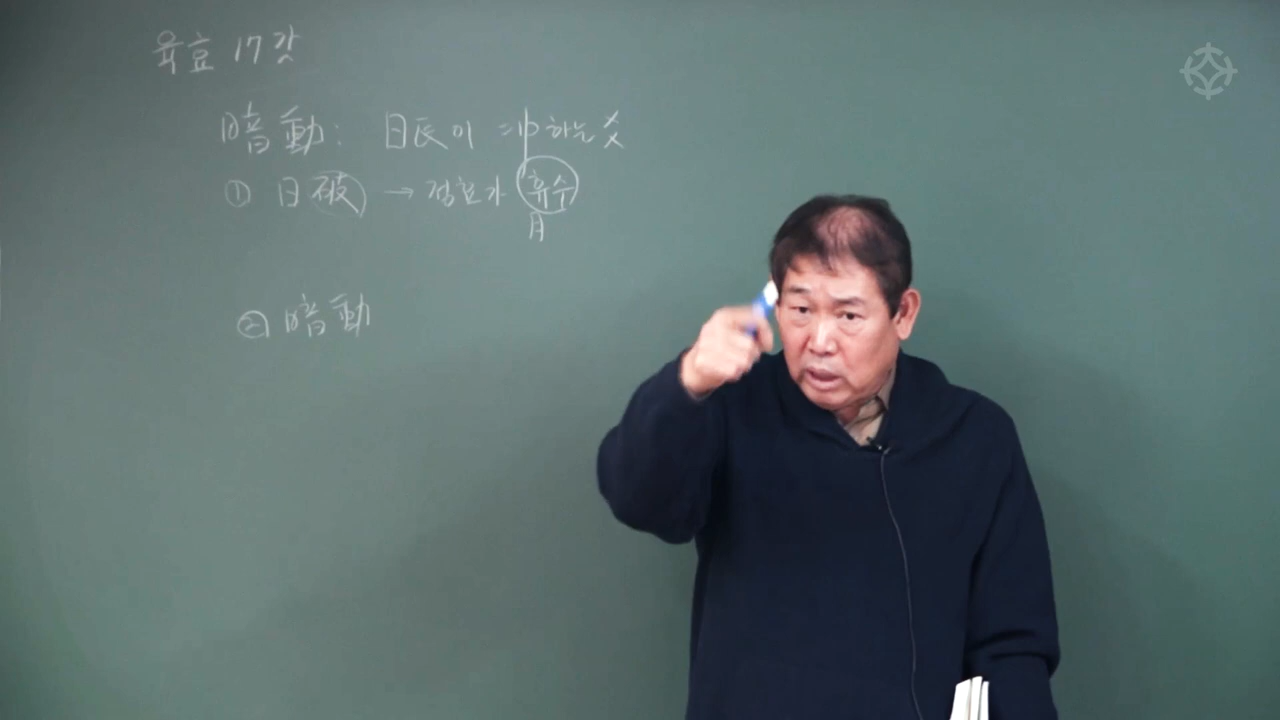 육효 17강
暗動: 日辰이 沖하는 爻
① 日破 → 정효가 휴수
月
② 暗動